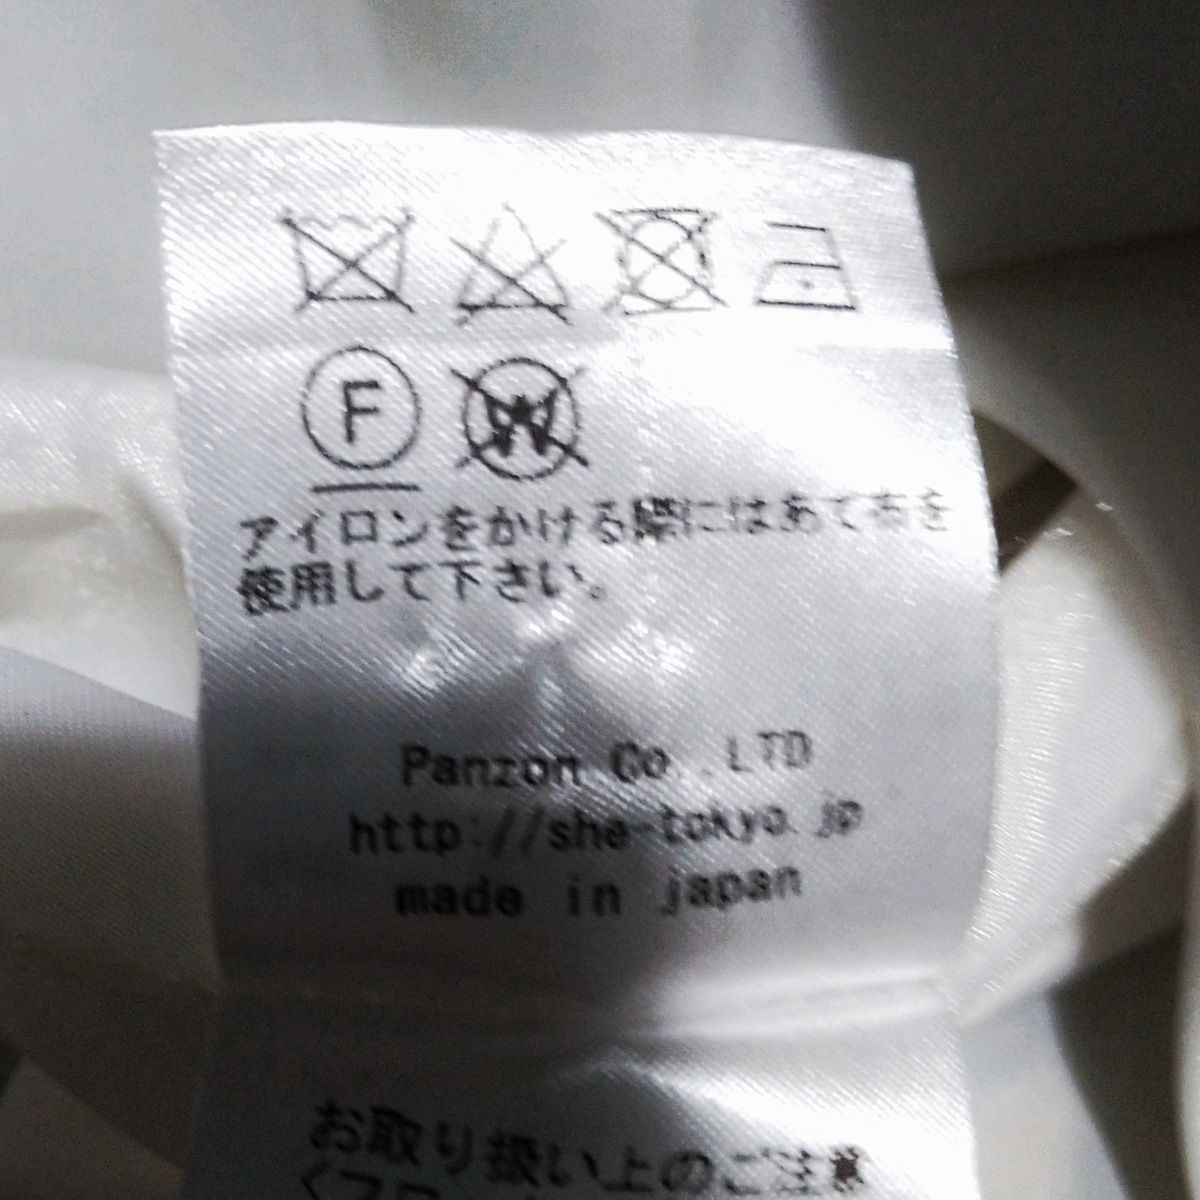 F
W
アイロンをかける際にはあて布を
使用して下さい。
Panzon Co.,LTD
http://she-tokyo.jp
made in japan
お取り扱い上のご注意